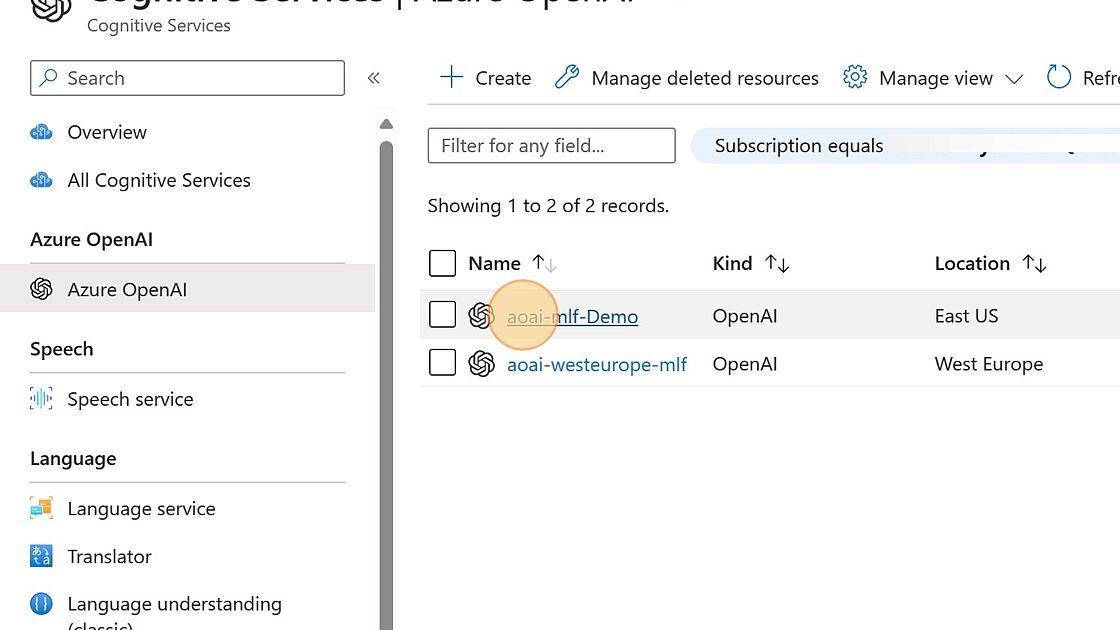 Cognitive Services | Azure OpenAI
Cognitive Services
Search
«
Create
Manage deleted resources
Manage view
Overview
All Cognitive Services
Azure OpenAI
Azure OpenAI
Speech
Speech service
Language
Language service
Translator
Language understanding
(classic)
Filter for any field...
Subscription equals
Showing 1 to 2 of 2 records.
Name
Kind
Location
aoai-mlf-Demo
OpenAI
East US
aoai-westeurope-mlf
OpenAI
West Europe